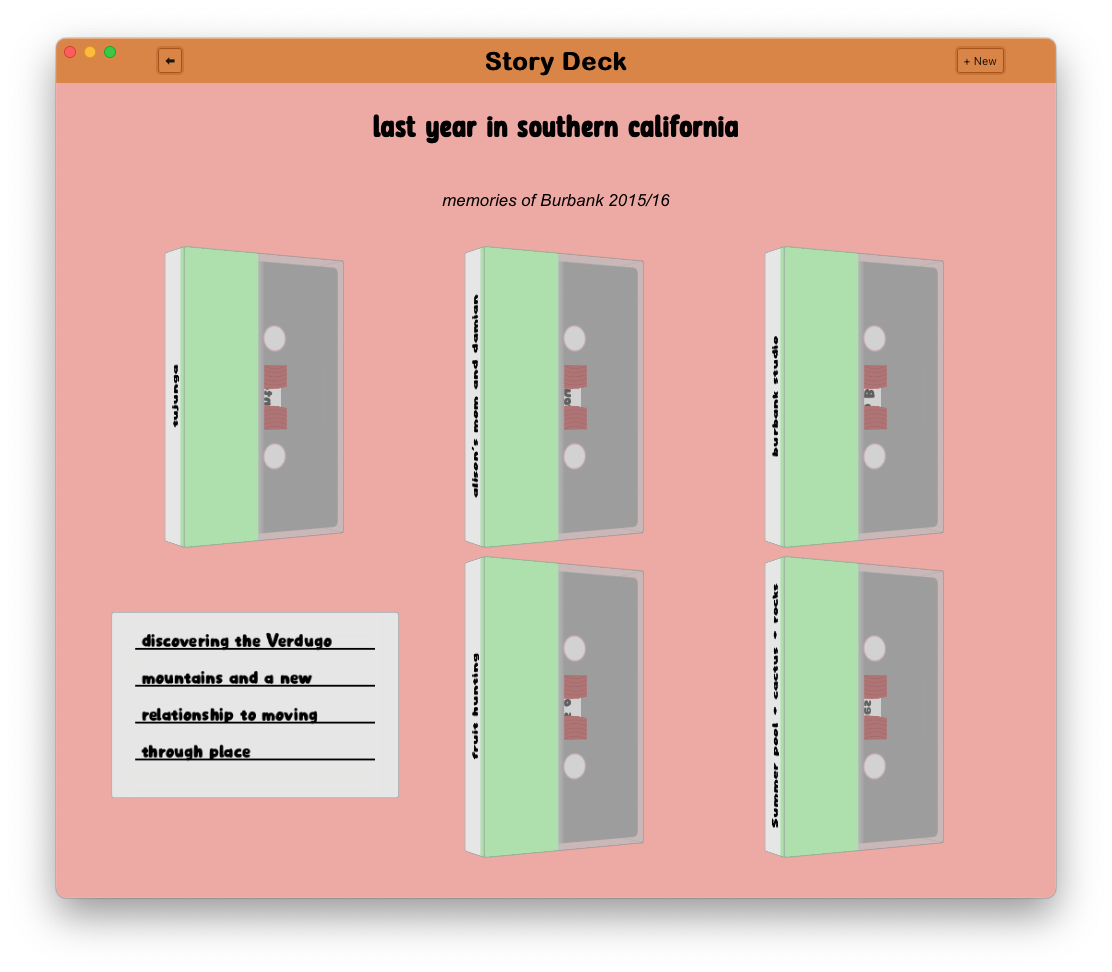 Story Deck
+ New
last year in southern california
memories of Burbank 2015/16
tujunga
alison's mom and damian
burbank studio
discovering the Verdugo
mountains and a new
relationship to moving
through place
fruit hunting
Summer pool + cactus + rocks